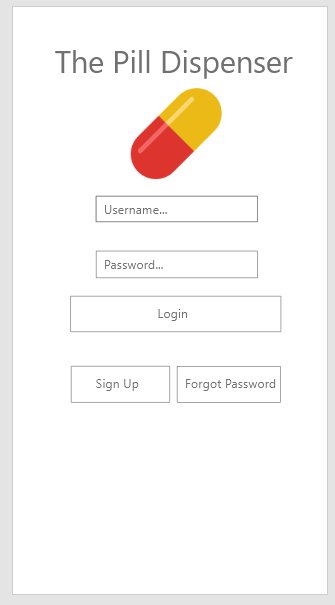 The Pill Dispenser
Username...
Password...
Login
Sign Up
Forgot Password